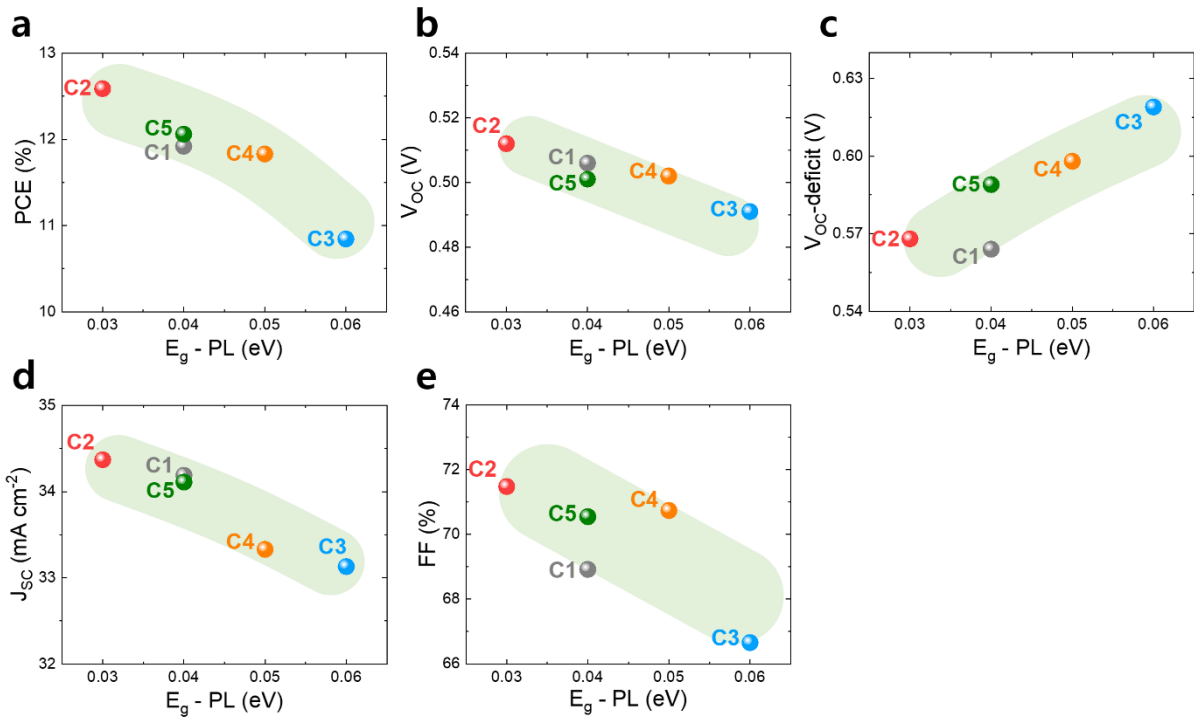 a
13
12
11
10
PCE (%)
C2
C5
C1
C4
C3
0.03 0.04 0.05 0.06
E_g - PL (eV)
b
0.54
0.52
0.50
0.48
0.46
V_OC (V)
C2
C1
C5
C4
C3
0.03 0.04 0.05 0.06
E_g - PL (eV)
c
0.63
0.60
0.57
0.54
V_OC-deficit (V)
C3
C5
C4
C2
C1
0.03 0.04 0.05 0.06
E_g - PL (eV)
d
35
34
33
32
J_SC (mA cm⁻²)
C2
C1
C5
C4
C3
0.03 0.04 0.05 0.06
E_g - PL (eV)
e
74
72
70
68
66
FF (%)
C2
C5
C4
C1
C3
0.03 0.04 0.05 0.06
E_g - PL (eV)